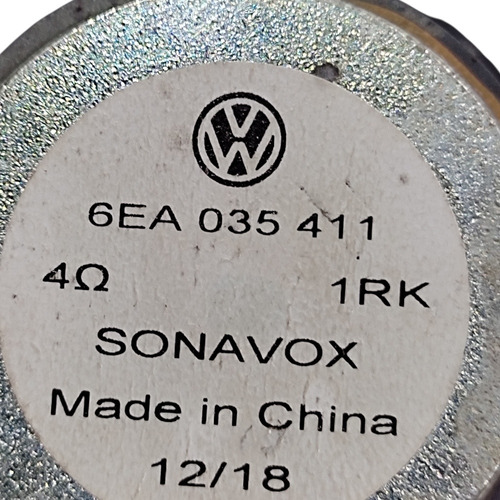 6EA 035 411
4Ω 1RK
SONAVOX
Made in China
12/18